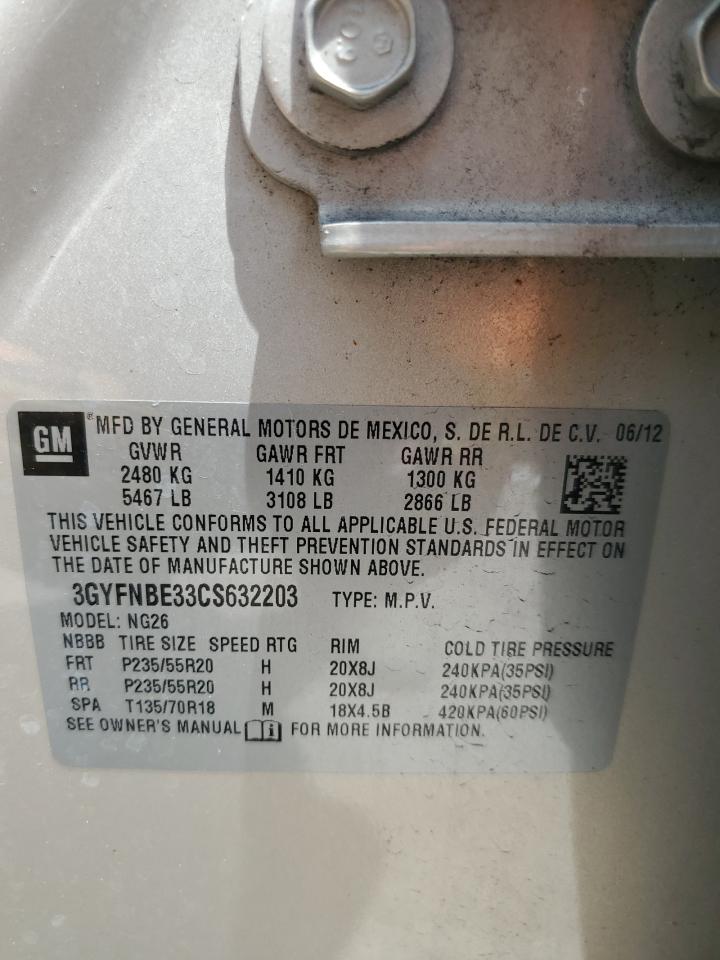 GM ® MFD BY GENERAL MOTORS DE MEXICO, S. DE R.L. DE C.V. 06/12
GVWR GAWR FRT GAWR RR
2480 KG 1410 KG 1300 KG
5467 LB 3108 LB 2866 LB
THIS VEHICLE CONFORMS TO ALL APPLICABLE U.S. FEDERAL MOTOR
VEHICLE SAFETY AND THEFT PREVENTION STANDARDS IN EFFECT ON
THE DATE OF MANUFACTURE SHOWN ABOVE.
3GYFNBE33CS632203 TYPE: M.P.V.
MODEL: NG26
NBBB TIRE SIZE SPEED RTG RIM COLD TIRE PRESSURE
FRT P235/55R20 H 20X8J 240KPA(35PSI)
RR P235/55R20 H 20X8J 240KPA(35PSI)
SPA T135/70R18 M 18X4.5B 420KPA(60PSI)
SEE OWNER'S MANUAL FOR MORE INFORMATION.